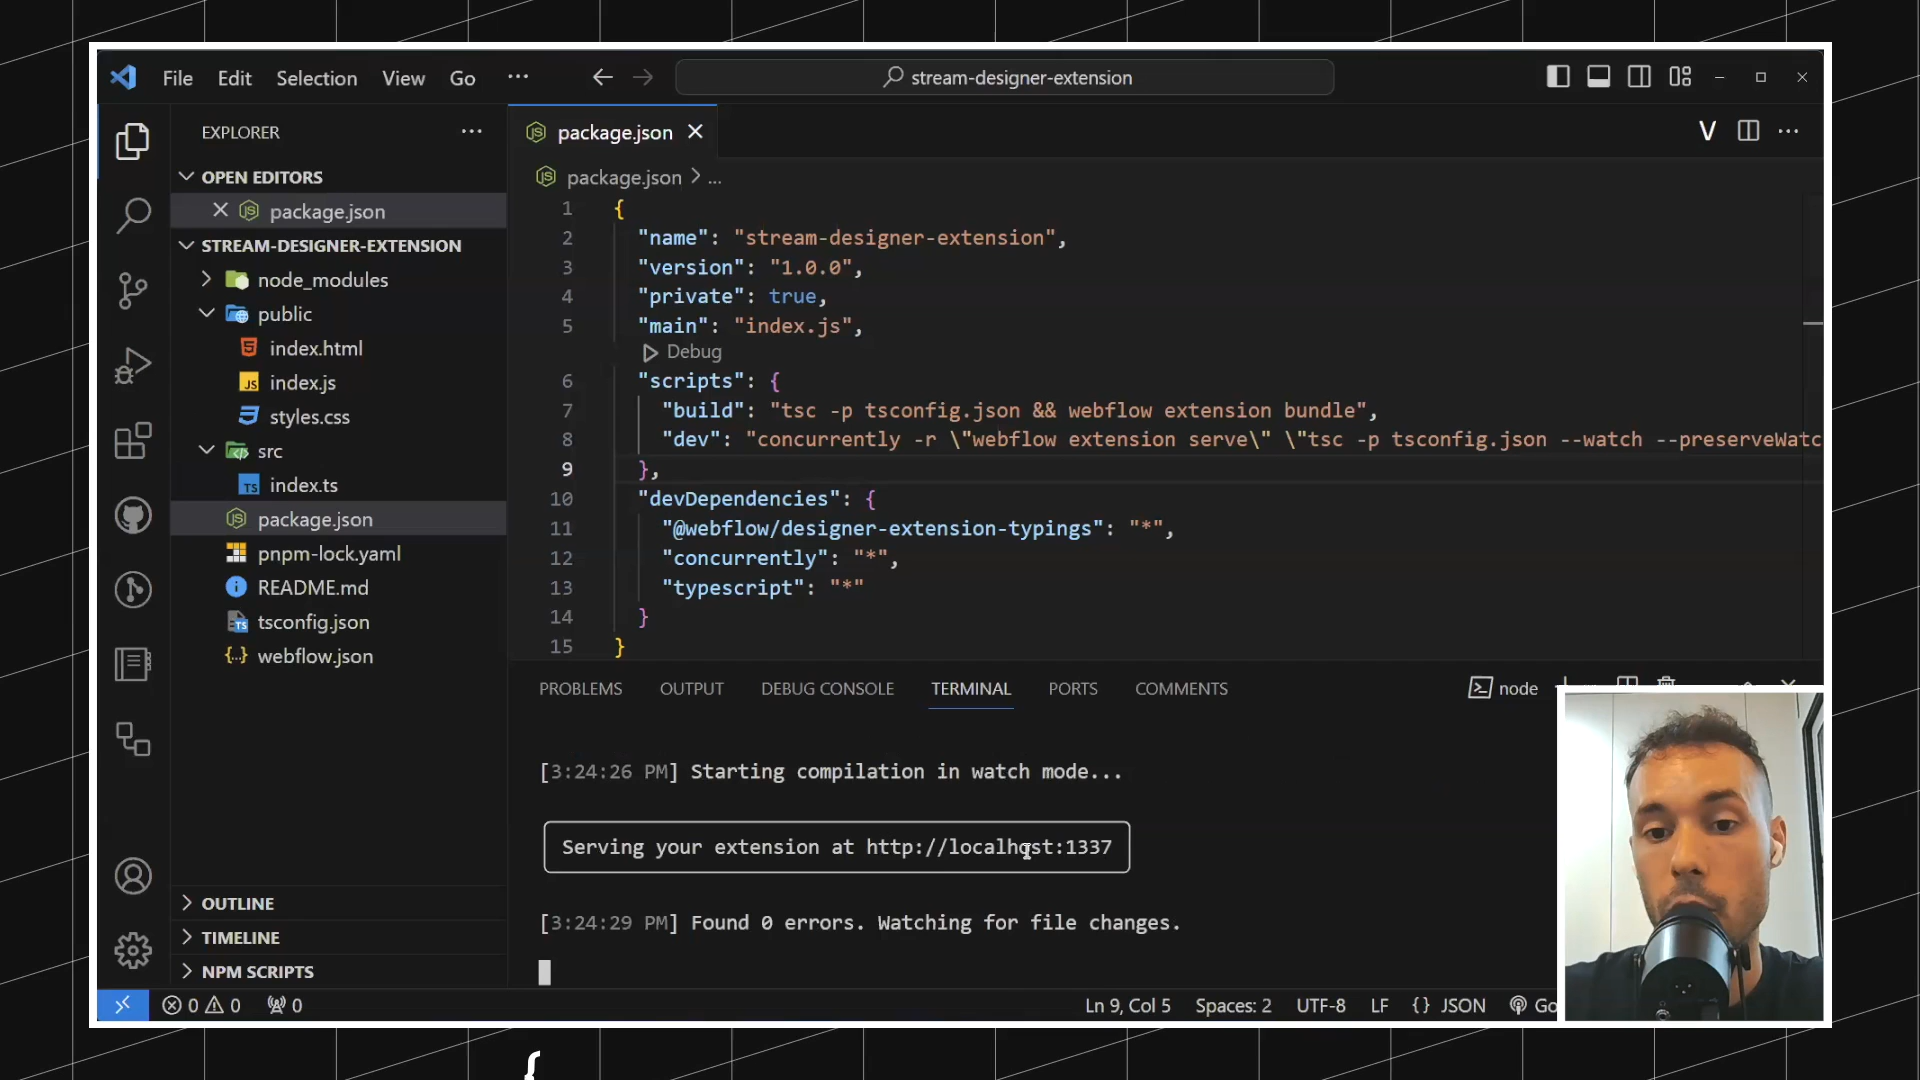 File Edit Selection View Go ...
stream-designer-extension
EXPLORER
OPEN EDITORS
package.json
STREAM-DESIGNER-EXTENSION
node_modules
public
index.html
index.js
styles.css
src
index.ts
package.json
pnpm-lock.yaml
README.md
tsconfig.json
webflow.json
OUTLINE
TIMELINE
NPM SCRIPTS
package.json
V
package.json > ...
1 {
2 "name": "stream-designer-extension",
3 "version": "1.0.0",
4 "private": true,
5 "main": "index.js",
Debug
6 "scripts": {
7 "build": "tsc -p tsconfig.json && webflow extension bundle",
8 "dev": "concurrently -r \"webflow extension serve\" \"tsc -p tsconfig.json --watch --preserveWatc
9 },
10 "devDependencies": {
11 "@webflow/designer-extension-typings": "*",
12 "concurrently": "*",
13 "typescript": "*"
14 }
15 }
PROBLEMS OUTPUT DEBUG CONSOLE TERMINAL PORTS COMMENTS
node
[3:24:26 PM] Starting compilation in watch mode...
Serving your extension at http://localhost:1337
[3:24:29 PM] Found 0 errors. Watching for file changes.
0 0 0
Ln 9, Col 5 Spaces: 2 UTF-8 LF {} JSON Go
{